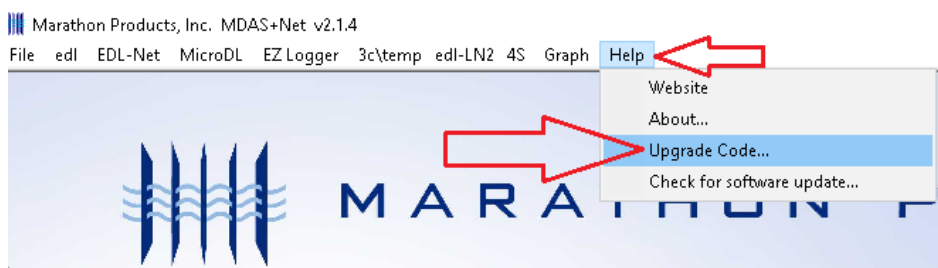 Marathon Products, Inc. MDAS+Net v2.1.4
File edl EDL-Net MicroDL EZ Logger 3c\temp edl-LN2 4S Graph Help
Website
About...
Upgrade Code...
Check for software update...
MARATHON P